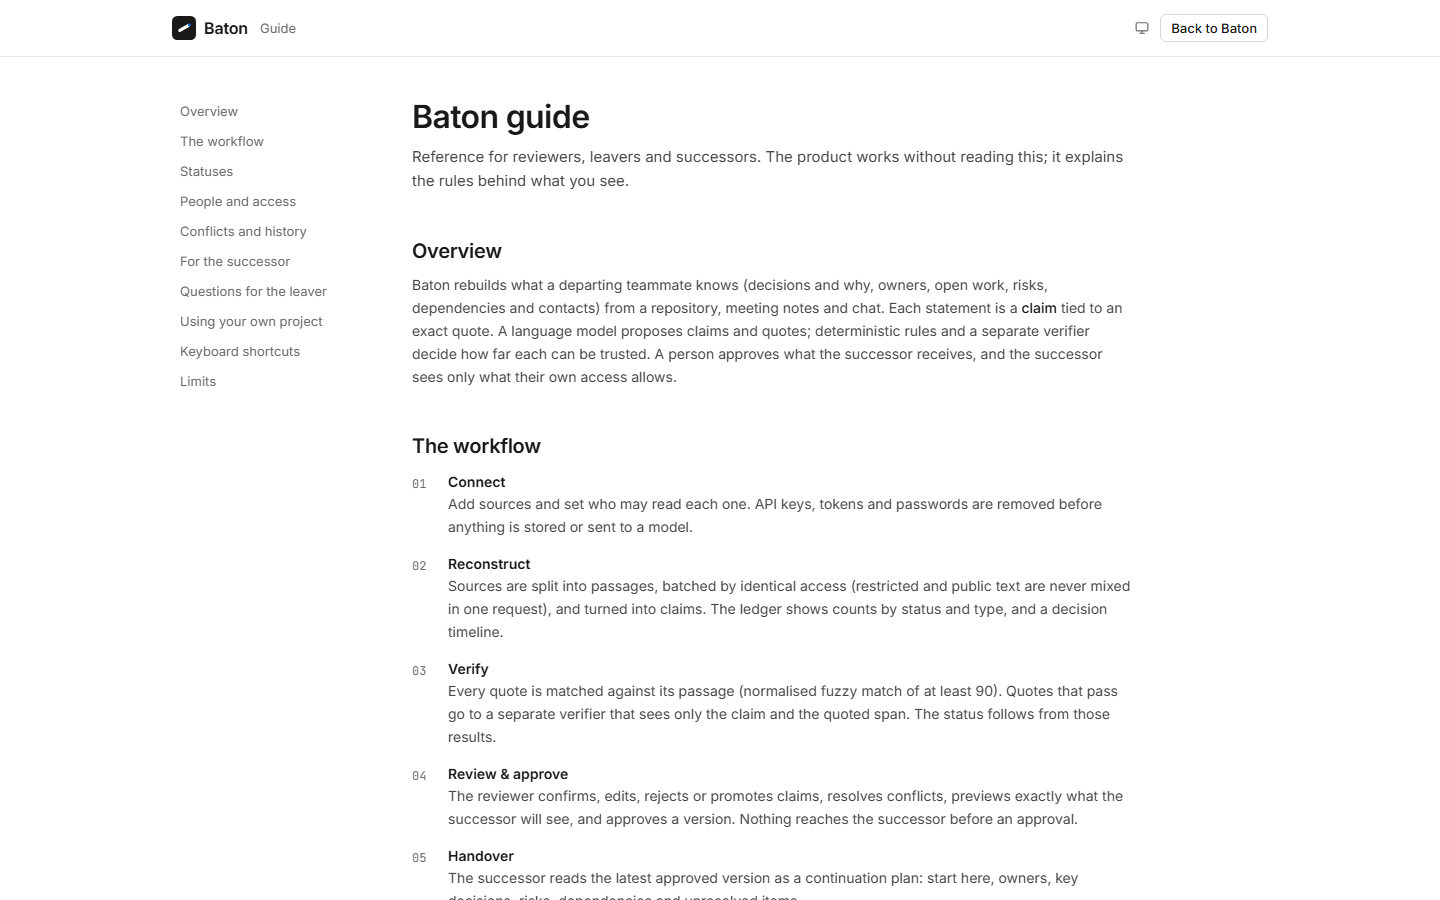 Baton Guide
Back to Baton
Overview
The workflow
Statuses
People and access
Conflicts and history
For the successor
Questions for the leaver
Using your own project
Keyboard shortcuts
Limits
Baton guide
Reference for reviewers, leavers and successors. The product works without reading this; it explains
the rules behind what you see.
Overview
Baton rebuilds what a departing teammate knows (decisions and why, owners, open work, risks,
dependencies and contacts) from a repository, meeting notes and chat. Each statement is a claim tied to an
exact quote. A language model proposes claims and quotes; deterministic rules and a separate verifier
decide how far each can be trusted. A person approves what the successor receives, and the successor
sees only what their own access allows.
The workflow
01 Connect
Add sources and set who may read each one. API keys, tokens and passwords are removed before
anything is stored or sent to a model.
02 Reconstruct
Sources are split into passages, batched by identical access (restricted and public text are never mixed
in one request), and turned into claims. The ledger shows counts by status and type, and a decision
timeline.
03 Verify
Every quote is matched against its passage (normalised fuzzy match of at least 90). Quotes that pass
go to a separate verifier that sees only the claim and the quoted span. The status follows from those
results.
04 Review & approve
The reviewer confirms, edits, rejects or promotes claims, resolves conflicts, previews exactly what the
successor will see, and approves a version. Nothing reaches the successor before an approval.
05 Handover
The successor reads the latest approved version as a continuation plan: start here, owners, key
decisions, risks, dependencies and unresolved items.